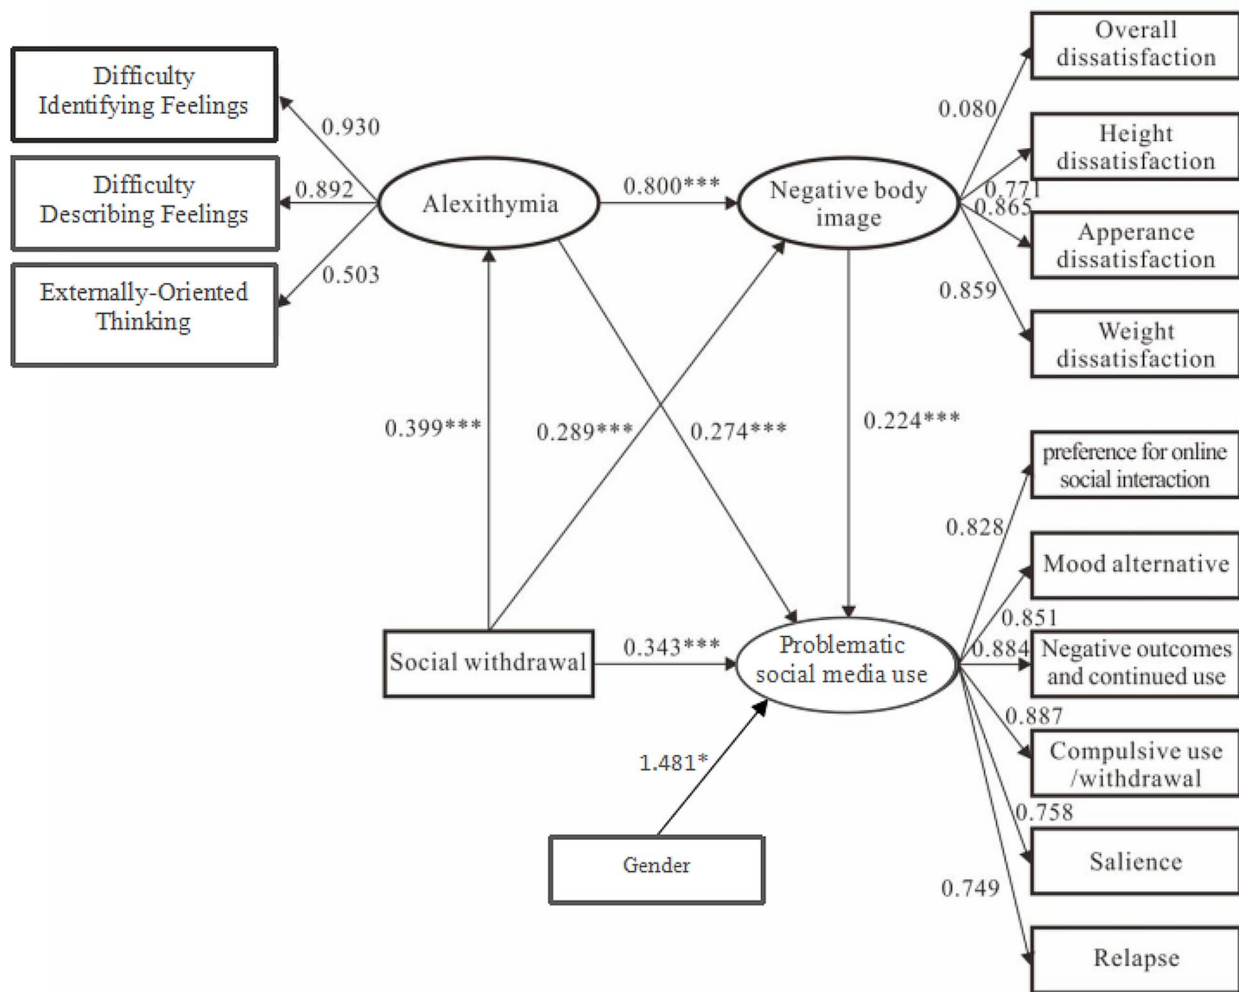 Difficulty
Identifying Feelings
0.930
Difficulty
Describing Feelings
0.892
Externally-Oriented
Thinking
0.503
Alexithymia
0.800***
Negative body
image
0.080
Overall
dissatisfaction
0.771
Height
dissatisfaction
0.865
Apperance
dissatisfaction
0.859
Weight
dissatisfaction
0.399***
0.289***
0.274***
0.224***
Social withdrawal
0.343***
Problematic
social media use
1.481*
Gender
0.828
preference for online
social interaction
0.851
Mood alternative
0.884
Negative outcomes
and continued use
0.887
Compulsive use
/withdrawal
0.758
Salience
0.749
Relapse